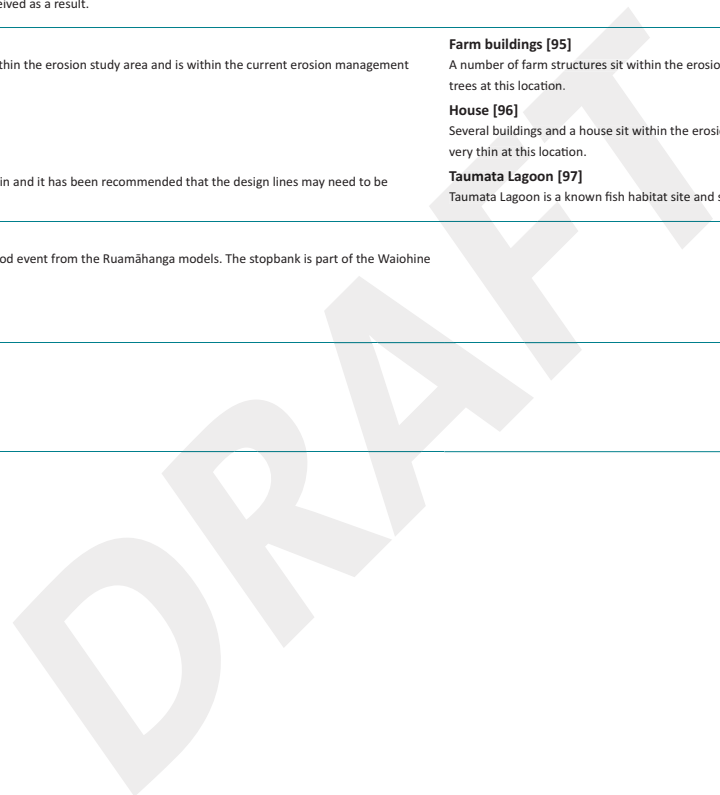 eived as a result.
thin the erosion study area and is within the current erosion management
in and it has been recommended that the design lines may need to be
od event from the Ruamāhanga models. The stopbank is part of the Waiohine
Farm buildings [95]
A number of farm structures sit within the erosio
trees at this location.
House [96]
Several buildings and a house sit within the erosi
very thin at this location.
Taumata Lagoon [97]
Taumata Lagoon is a known fish habitat site and s
DRAFT